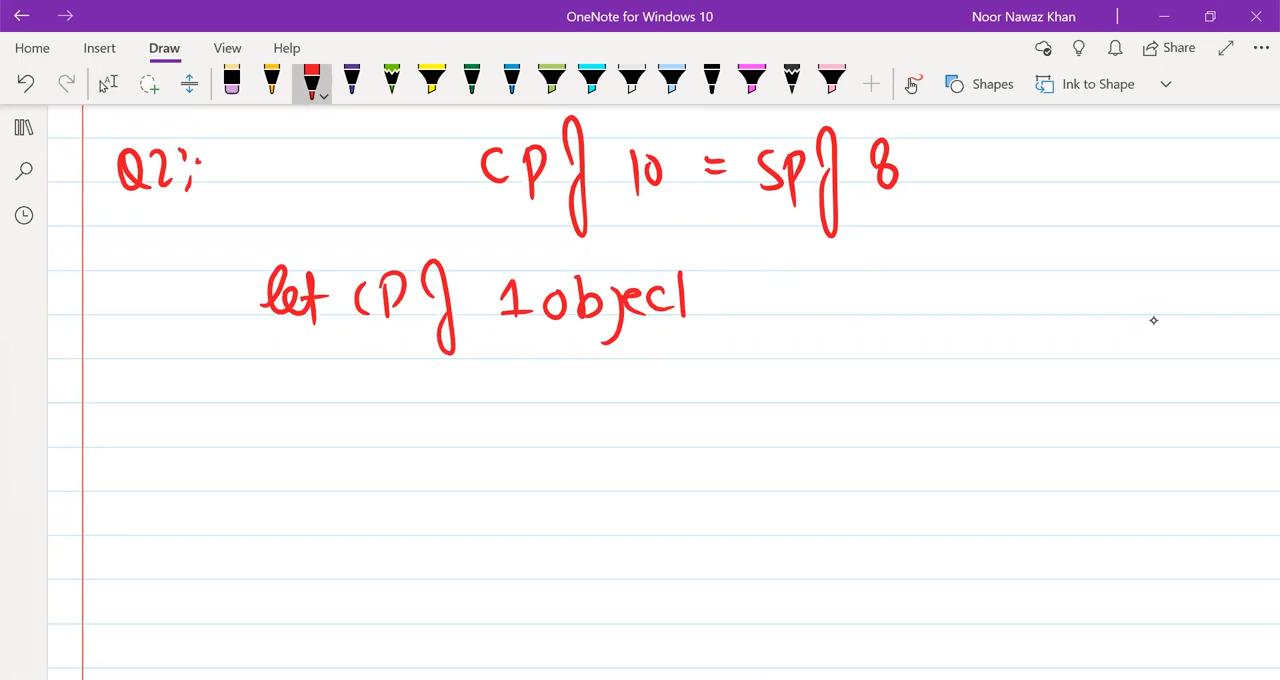 OneNote for Windows 10
Noor Nawaz Khan
Home Insert Draw View Help
Share
Shapes
Ink to Shape
Q2:- CP of 10 = SP of 8
let CP of 1 object